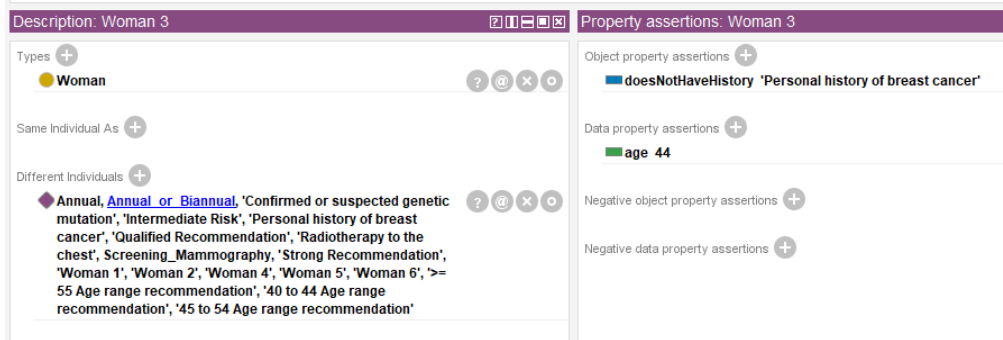 Description: Woman 3
Types
Woman
Same Individual As
Different Individuals
Annual, Annual_or_Biannual, 'Confirmed or suspected genetic
mutation', 'Intermediate Risk', 'Personal history of breast
cancer', 'Qualified Recommendation', 'Radiotherapy to the
chest', Screening_Mammography, 'Strong Recommendation',
'Woman 1', 'Woman 2', 'Woman 4', 'Woman 5', 'Woman 6', '>=
55 Age range recommendation', '40 to 44 Age range
recommendation', '45 to 54 Age range recommendation'
Property assertions: Woman 3
Object property assertions
doesNotHaveHistory 'Personal history of breast cancer'
Data property assertions
age 44
Negative object property assertions
Negative data property assertions